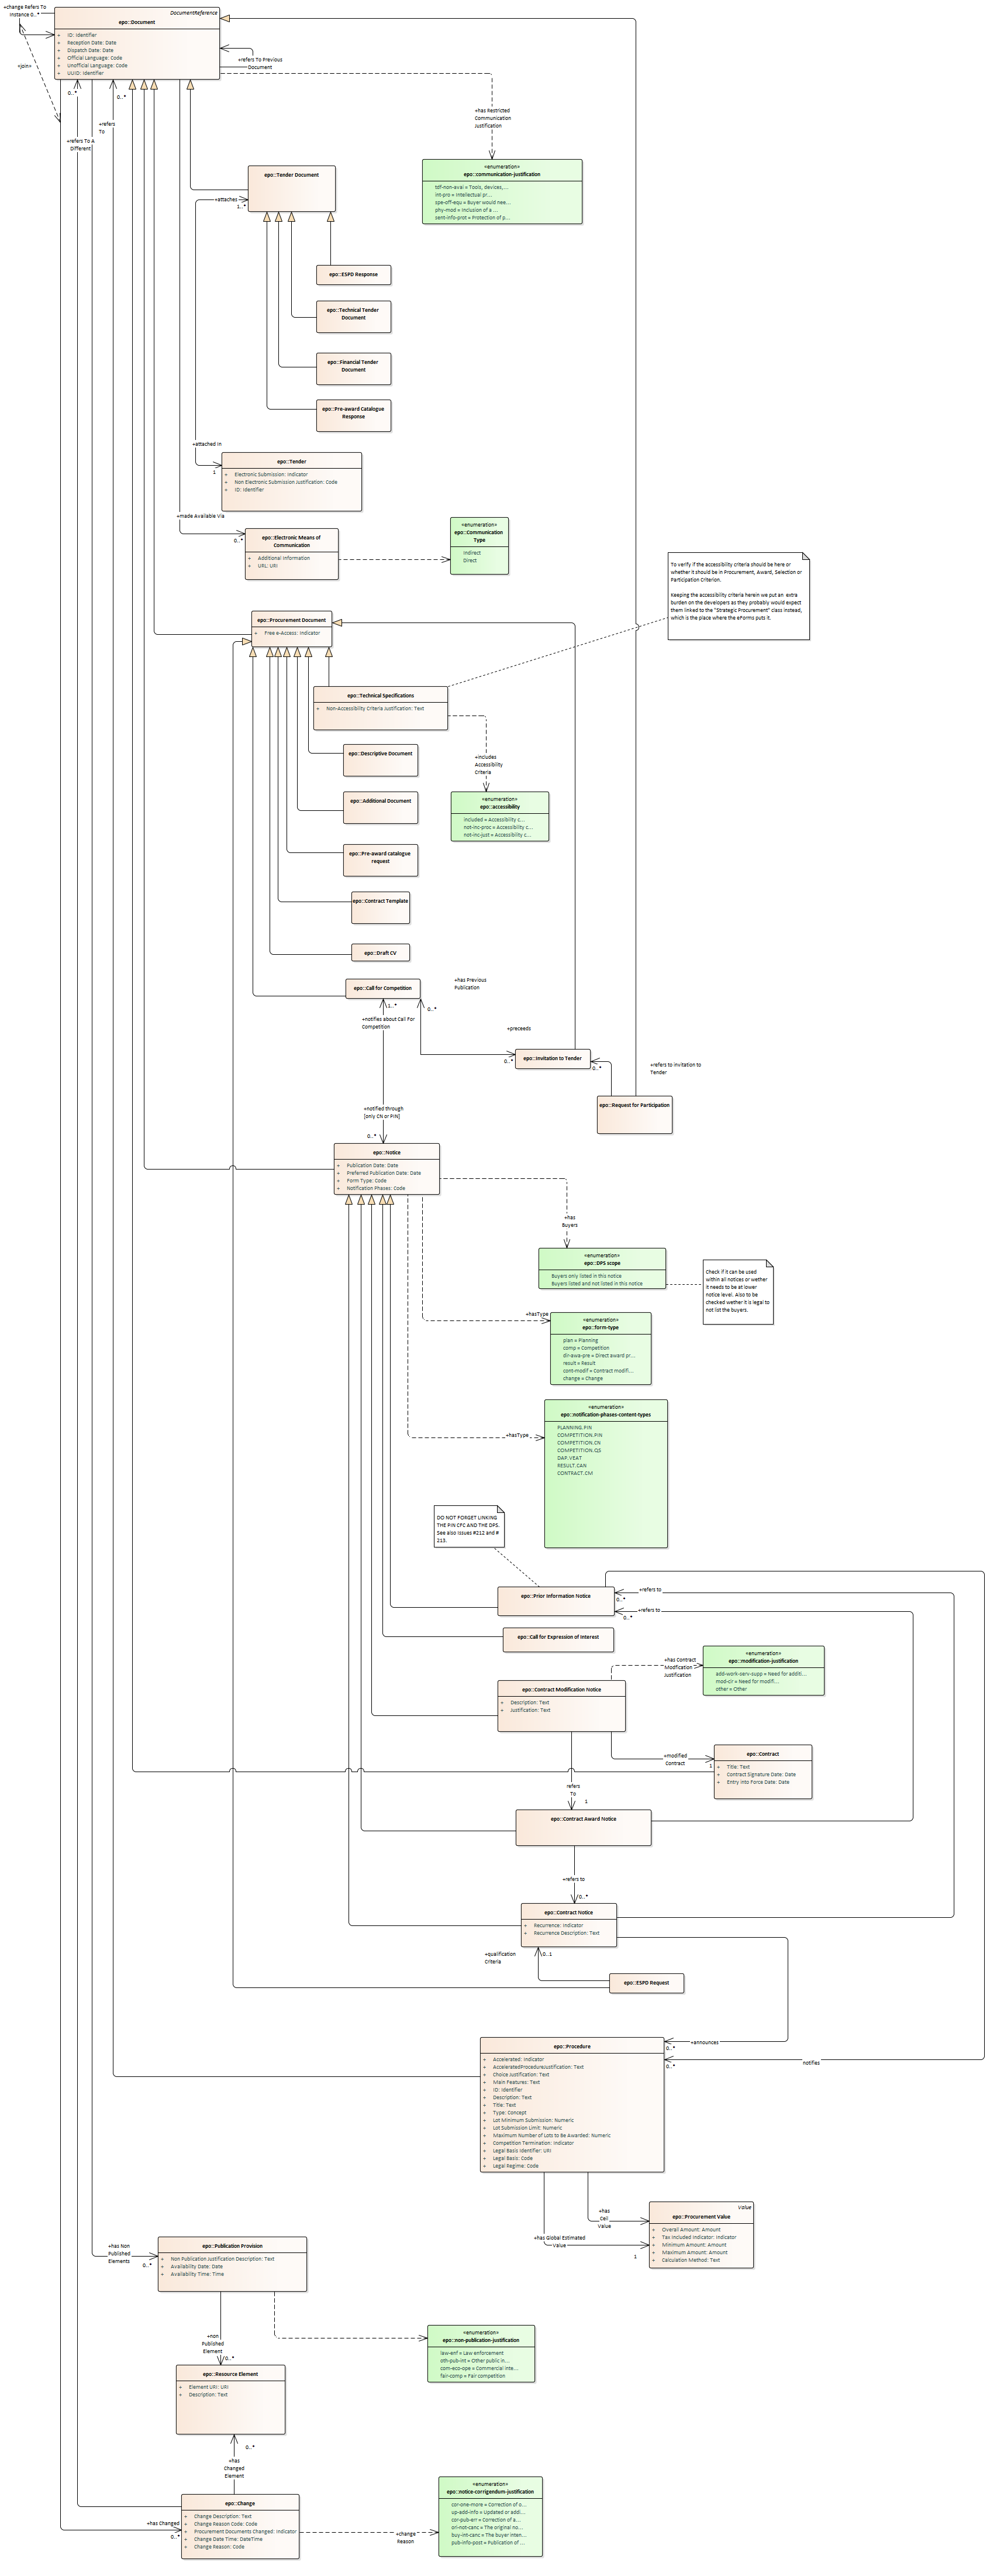 +change Refers To
Instance 0..*
«join»
DocumentReference
epo::Document
+ ID: Identifier
+ Reception Date: Date
+ Dispatch Date: Date
+ Official Language: Code
+ Unofficial Language: Code
+ UUID: Identifier
+refers To Previous
Document
0..*
0..*
+refers
To
+refers To A
Different
+has Restricted
Communication
Justification
«enumeration»
epo::communication-justification
tdf-non-aval = Tools, devices,...
int-pro = Intellectual pr...
spe-off-equ = Buyer would nee...
phy-mod = Inclusion of a ...
sent-info-prot = Protection of p...
epo::Tender Document
+attaches
1..*
epo::ESPD Response
epo::Technical Tender
Document
epo::Financial Tender
Document
epo::Pre-award Catalogue
Response
+attached in
1
epo::Tender
+ Electronic Submission: Indicator
+ Non Electronic Submission Justification: Code
+ ID: Identifier
+made Available Via
0..*
epo::Electronic Means of
Communication
+ Additional Information
+ URL: URI
«enumeration»
epo::Communication
Type
Indirect
Direct
To verify if the accessibility criteria should be here or
whether it should be in Procurement, Award, Selection or
Participation Criterion.
Keeping the accessibility criteria herein we put an extra
burden on the developers as they probably would expect
them linked to the "Strategic Procurement" class instead,
which is the place where the eForms puts it.
epo::Procurement Document
+ Free e-Access: Indicator
epo::Technical Specifications
+ Non-Accessibility Criteria Justification: Text
epo::Descriptive Document
+includes
Accessibility
Criteria
«enumeration»
epo::accessibility
included = Accessibility c...
not-inc-proc = Accessibility c...
not-inc-just = Accessibility c...
epo::Additional Document
epo::Pre-award catalogue
request
epo::Contract Template
epo::Draft CV
epo::Call for Competition
+has Previous
Publication
1..*
0..*
+notifies about Call For
Competition
+preceeds
0..*
epo::Invitation to Tender
0..*
+refers to Invitation to
Tender
epo::Request for Participation
+notified through
[only CN or PIN]
0..*
epo::Notice
+ Publication Date: Date
+ Preferred Publication Date: Date
+ Form Type: Code
+ Notification Phases: Code
+has
Buyers
«enumeration»
epo::DPS scope
Buyers only listed in this notice
Buyers listed and not listed in this notice
Check if it can be used
within all notices or wether
it needs to be at lower
notice level. Also to be
checked wether it is legal to
not list the buyers.
+hasType
«enumeration»
epo::form-type
plan = Planning
comp = Competition
dir-awa-pre = Direct award pr...
result = Result
cont-modif = Contract modifi...
change = Change
+hasType
«enumeration»
epo::notification-phases-content-types
PLANNING.PIN
COMPETITION.PIN
COMPETITION.CN
COMPETITION.QS
DAP.VEAT
RESULT.CAN
CONTRACT.CM
DO NOT FORGET LINKING
THE PIN CFC AND THE DPS.
See also Issues #212 and #
213.
epo::Prior Information Notice
+refers to
0..*
+refers to
0..*
epo::Call for Expression of Interest
+has Contract
Modfication
Justification
«enumeration»
epo::modification-justification
add-work-serv-supp = Need for additi...
mod-cir = Need for modifi...
other = Other
epo::Contract Modification Notice
+ Description: Text
+ Justification: Text
+modified
Contract
1
epo::Contract
+ Title: Text
+ Contract Signature Date: Date
+ Entry Into Force Date: Date
refers
To
1
epo::Contract Award Notice
+refers to
0..*
epo::Contract Notice
+ Recurrence: Indicator
+ Recurrence Description: Text
+qualification
Criteria
0..1
epo::ESPD Request
+announces
0..*
notifies
0..*
epo::Procedure
+ Accelerated: Indicator
+ AcceleratedProcedureJustification: Text
+ Choice Justification: Text
+ Main Features: Text
+ ID: Identifier
+ Description: Text
+ Title: Text
+ Type: Concept
+ Lot Minimum Submission: Numeric
+ Lot Submission Limit: Numeric
+ Maximum Number of Lots to Be Awarded: Numeric
+ Competition Termination: Indicator
+ Legal Basis Identifier: URI
+ Legal Basis: Code
+ Legal Regime: Code
+has
Ceil
Value
+has Global Estimated
Value
1
Value
epo::Procurement Value
+ Overall Amount: Amount
+ Tax Included Indicator: Indicator
+ Minimum Amount: Amount
+ Maximum Amount: Amount
+ Calculation Method: Text
+has Non
Published
Elements
0..*
epo::Publication Provision
+ Non Publication Justification Description: Text
+ Availability Date: Date
+ Availability Time: Time
+non
Published
Element
0..*
«enumeration»
epo::non-publication-justification
law-enf = Law enforcement
oth-pub-int = Other public in...
com-eco-ope = Commercial inte...
fair-comp = Fair competition
epo::Resource Element
+ Element URI: URI
+ Description: Text
0..*
+has
Changed
Element
+has Changed
0..*
epo::Change
+ Change Description: Text
+ Change Reason Code: Code
+ Procurement Documents Changed: Indicator
+ Change Date Time: DateTime
+ Change Reason: Code
+change
Reason
«enumeration»
epo::notice-corrigendum-justification
cor-one-more = Correction of o...
up-add-info = Updated or addi...
cor-pub-err = Correction of a...
ori-not-canc = The original no...
buy-int-canc = The buyer inten...
pub-info-post = Publication of ...